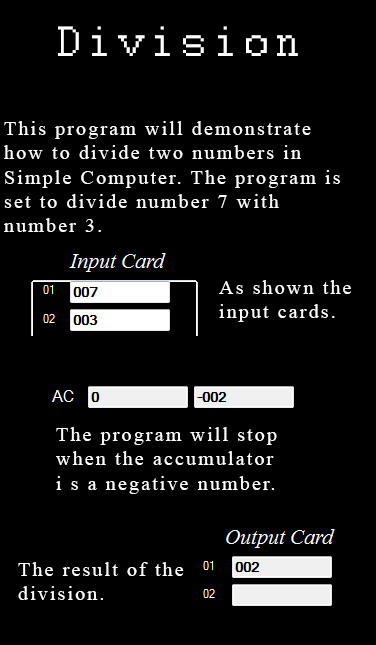 Division
This program will demonstrate
how to divide two numbers in
Simple Computer. The program is
set to divide number 7 with
number 3.
Input Card
01 007
02 003
As shown the
input cards.
AC 0 -002
The program will stop
when the accumulator
i s a negative number.
Output Card
01 002
02
The result of the
division.